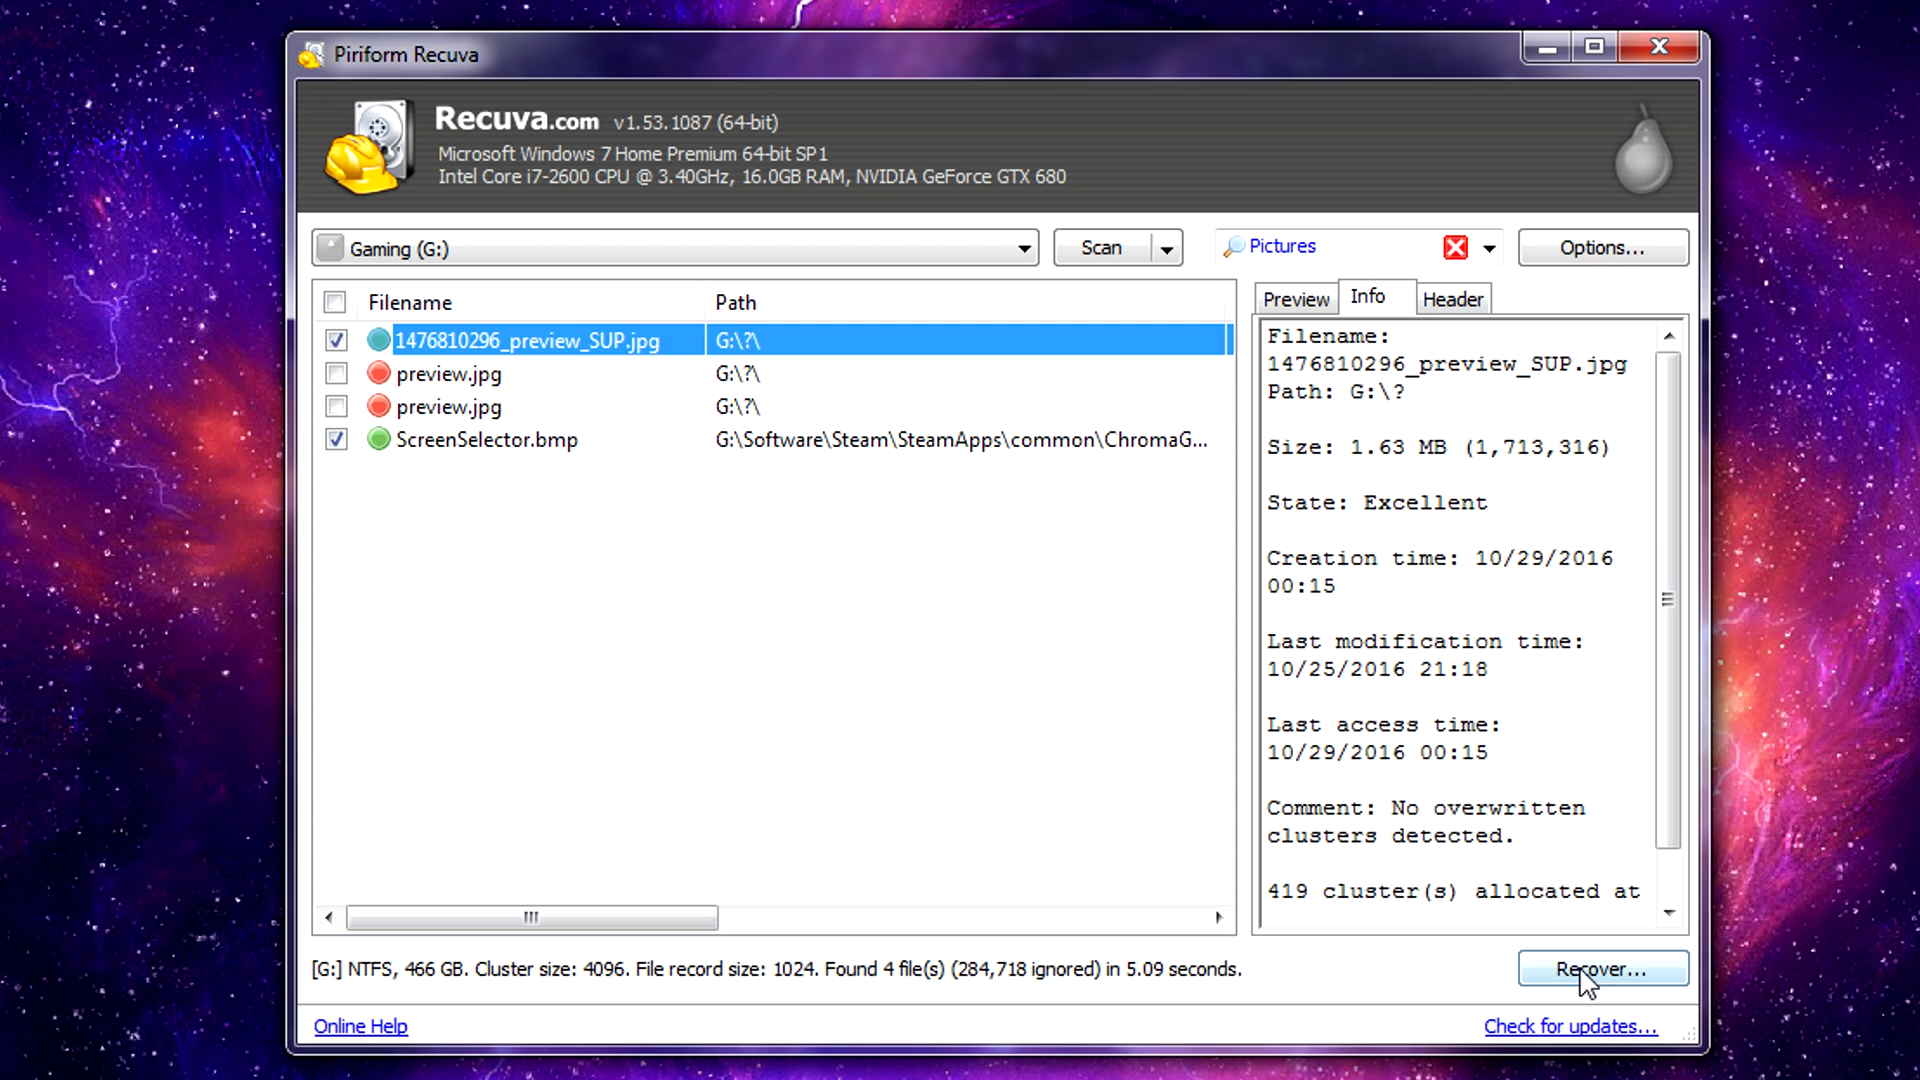 Piriform Recuva
Recuva.com v1.53.1087 (64-bit)
Microsoft Windows 7 Home Premium 64-bit SP1
Intel Core i7-2600 CPU @ 3.40GHz, 16.0GB RAM, NVIDIA GeForce GTX 680
Gaming (G:)
Scan
Pictures
Options...
Filename Path
1476810296_preview_SUP.jpg G:\?\
preview.jpg G:\?\
preview.jpg G:\?\
ScreenSelector.bmp G:\Software\Steam\SteamApps\common\ChromaG...
Preview Info Header
Filename:
1476810296_preview_SUP.jpg
Path: G:\?
Size: 1.63 MB (1,713,316)
State: Excellent
Creation time: 10/29/2016
00:15
Last modification time:
10/25/2016 21:18
Last access time:
10/29/2016 00:15
Comment: No overwritten
clusters detected.
419 cluster(s) allocated at
[G:] NTFS, 466 GB. Cluster size: 4096. File record size: 1024. Found 4 file(s) (284,718 ignored) in 5.09 seconds.
Recover...
Online Help
Check for updates...